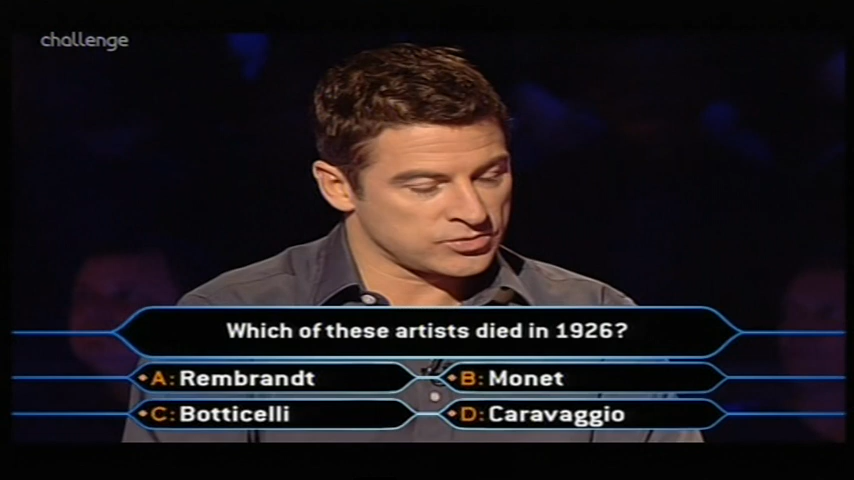 challenge
Which of these artists died in 1926?
A: Rembrandt
B: Monet
C: Botticelli
D: Caravaggio